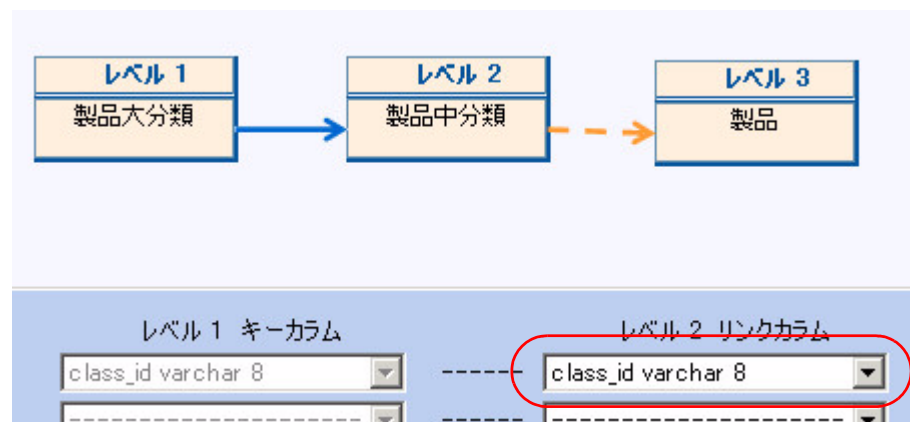 レベル 1
レベル 2
レベル 3
製品大分類
製品中分類
製品
レベル 1 キーカラム
レベル 2 リンクカラム
class_id varchar 8
------
class_id varchar 8
---------------------
------
---------------------